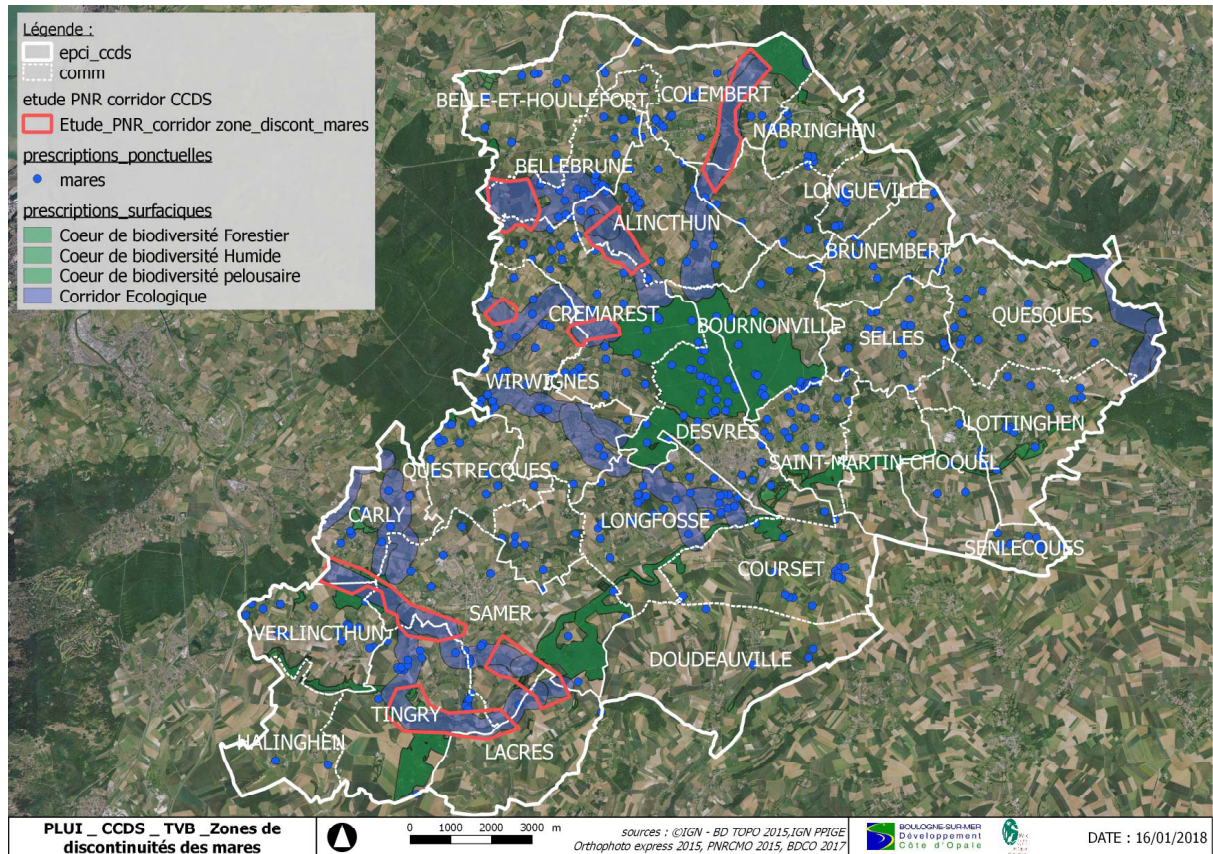 Légende :
epci_ccds
comm
etude PNR corridor CCDS
Etude_PNR_corridor zone_discont_mares
prescriptions_ponctuelles
mares
prescriptions_surfaciques
Coeur de biodiversité Forestier
Coeur de biodiversité Humide
Coeur de biodiversité pelousaire
Corridor Ecologique
BELLE-ET-HOULLEFORT
COLEMBERT
NABRINGHEN
BELLEBRUNE
LONGUEVILLE
ALINCTHUN
BRUNEMBERT
QUESQUES
CREMAREST
BOURNONVILLE
SELLES
WIRWIGNES
LOTTINGHEN
DESVRES
QUESTRECQUES
SAINT-MARTIN-CHOQUEL
CARLY
LONGFOSSE
SENLECQUES
COURSET
SAMER
VERLINCTHUN
DOUDEAUVILLE
TINGRY
HALINGHEN
LACRES
PLUI _ CCDS _ TVB _Zones de
discontinuités des mares
0 1000 2000 3000 m
sources : ©IGN - BD TOPO 2015,IGN PPIGE
Orthophoto express 2015, PNRCMO 2015, BDCO 2017
BOULOGNE-SUR-MER
Développement
Côte d'Opale
DATE : 16/01/2018